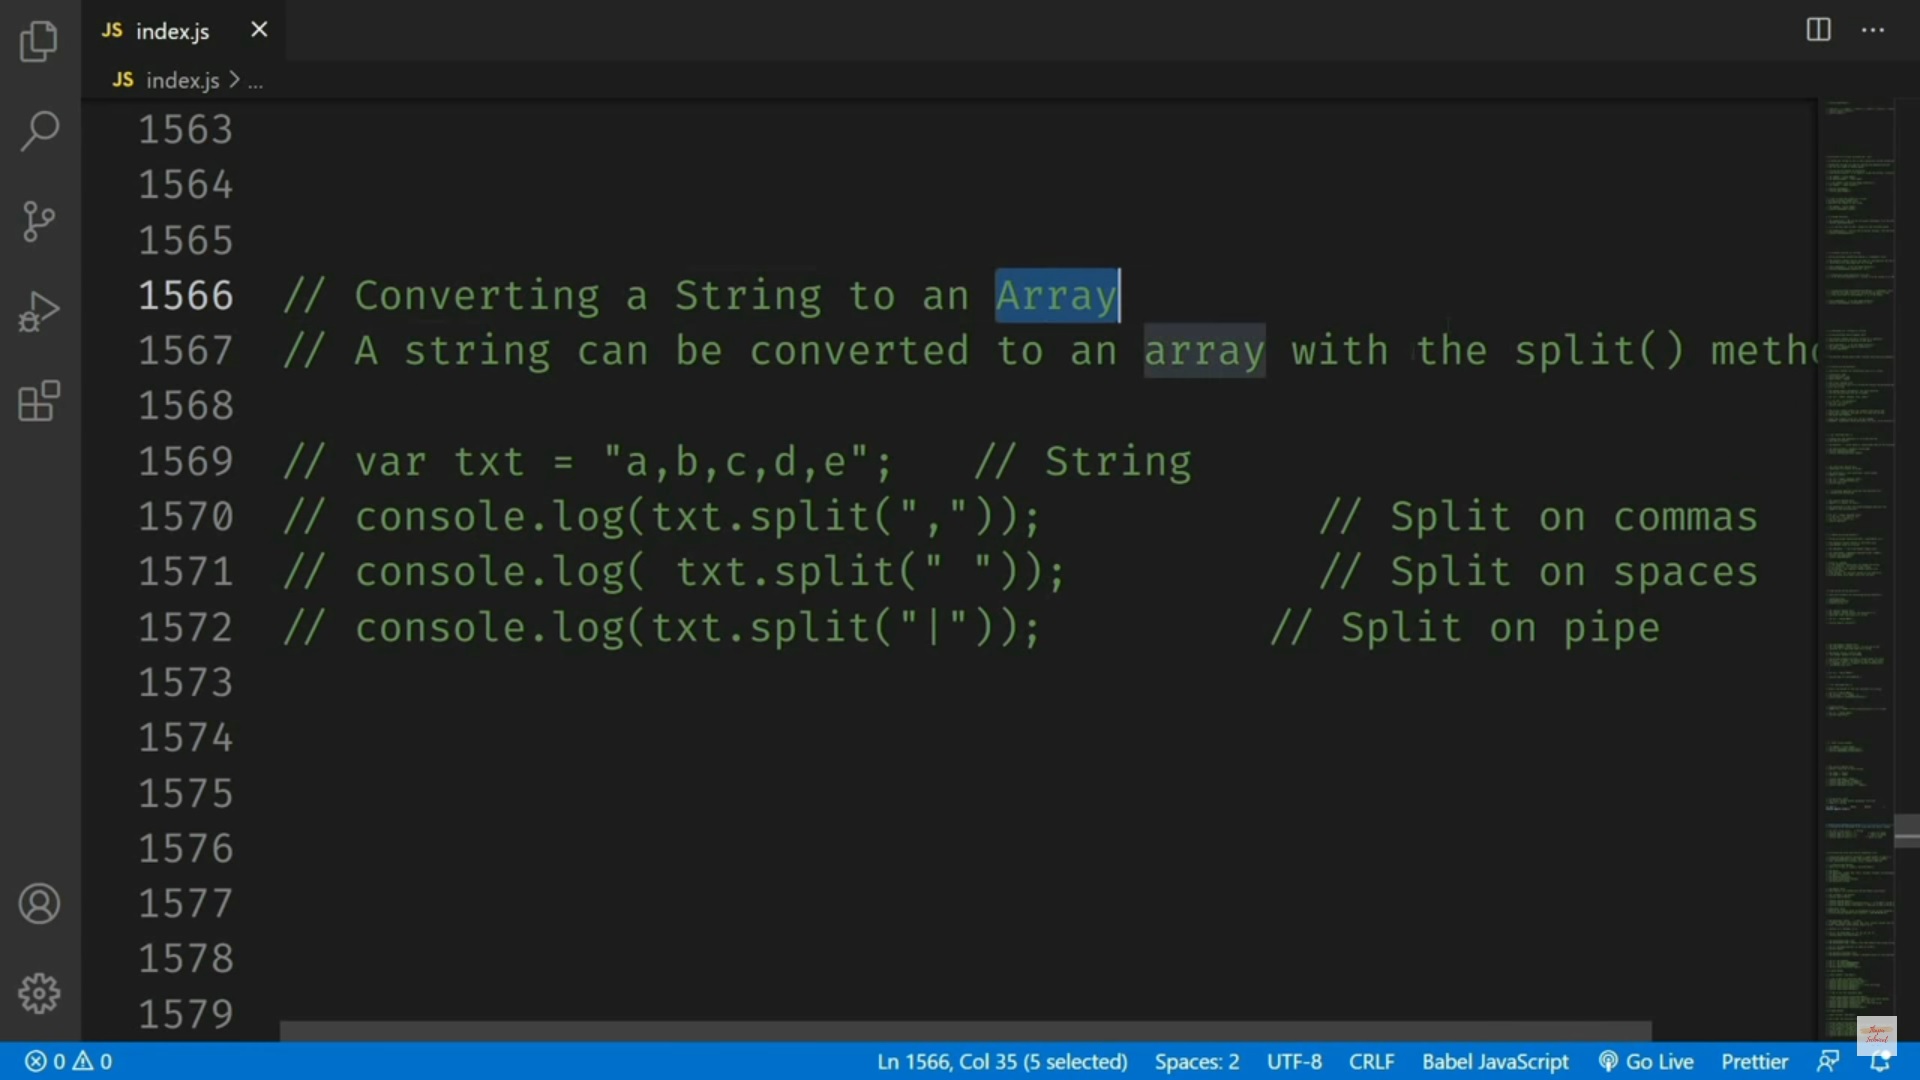 JS index.js
JS index.js > ...
1563
1564
1565
1566 // Converting a String to an Array
1567 // A string can be converted to an array with the split() metho
1568
1569 // var txt = "a,b,c,d,e";   // String
1570 // console.log(txt.split(","));   // Split on commas
1571 // console.log( txt.split(" "));   // Split on spaces
1572 // console.log(txt.split("|"));   // Split on pipe
1573
1574
1575
1576
1577
1578
1579
0 0 Ln 1566, Col 35 (5 selected) Spaces: 2 UTF-8 CRLF Babel JavaScript Go Live Prettier